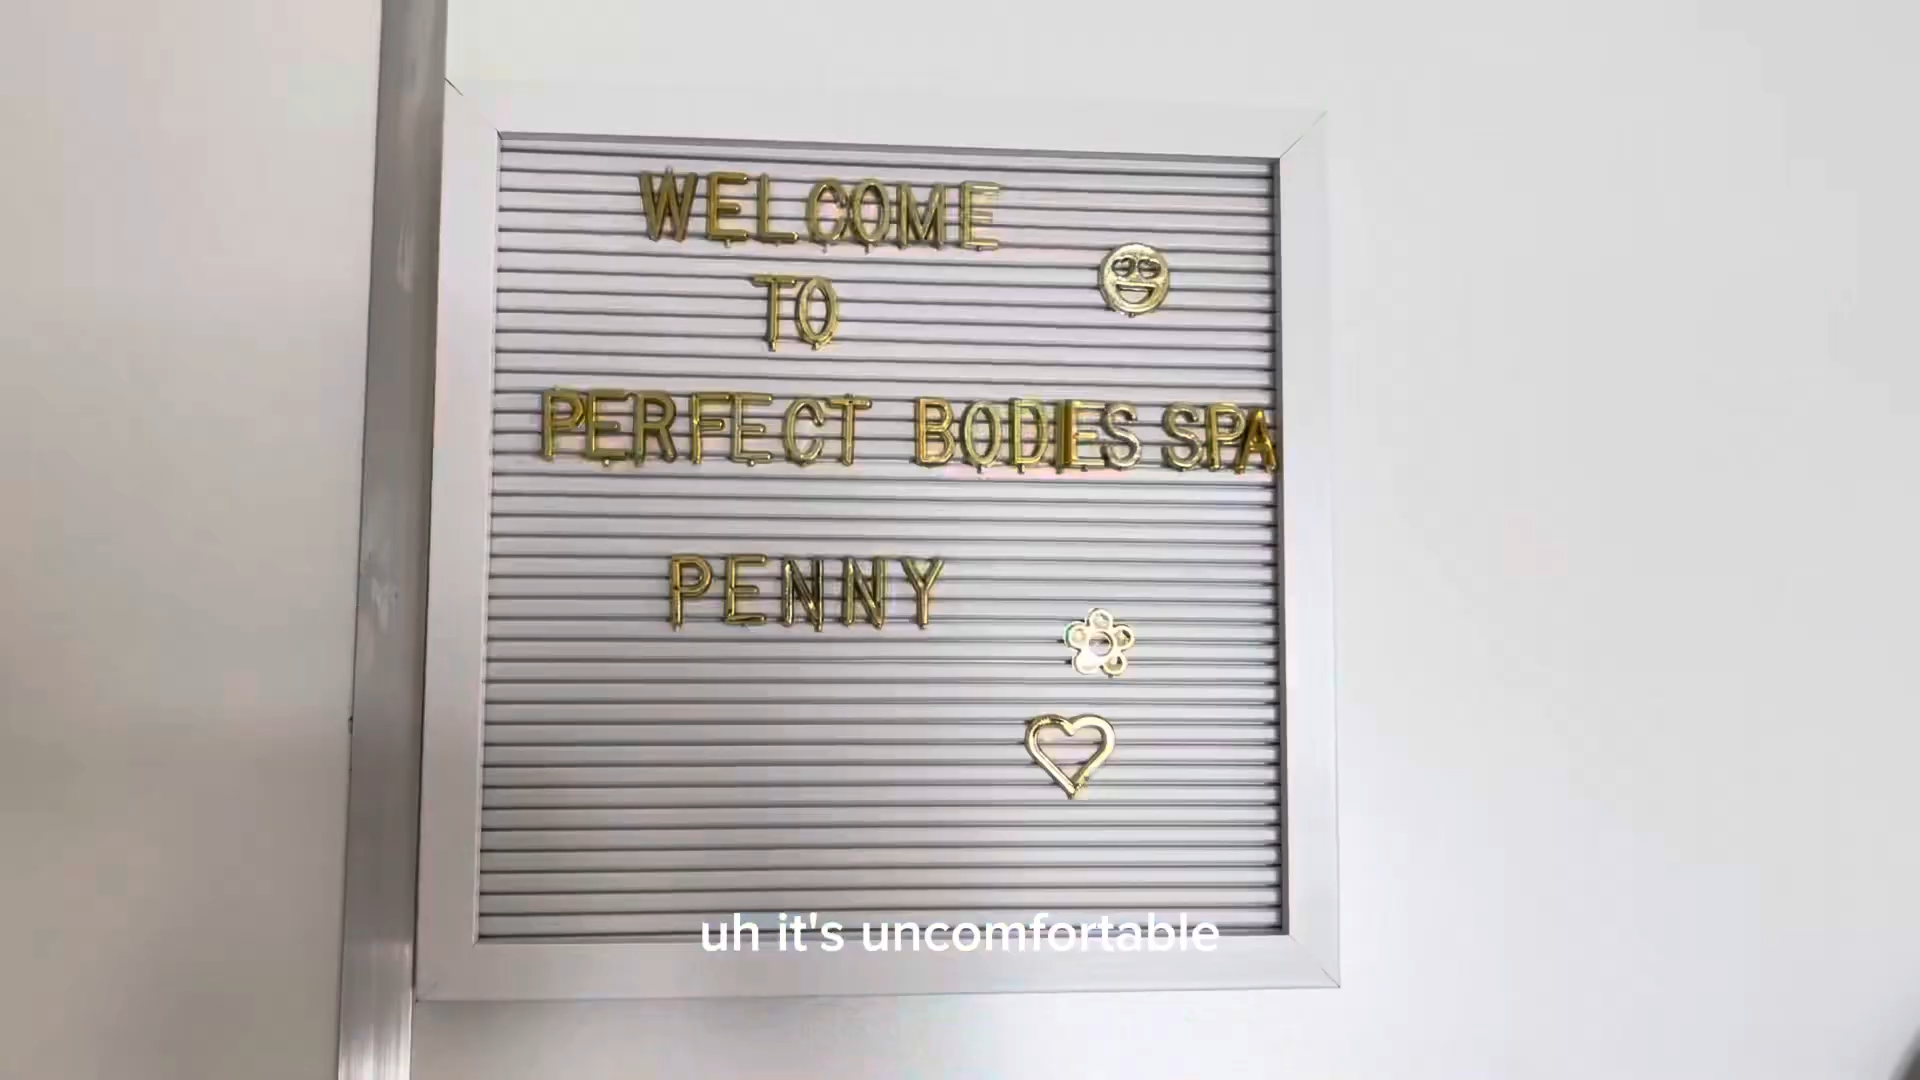 WELCOME
TO
PERFECT BODIES SPA
PENNY
uh it's uncomfortable